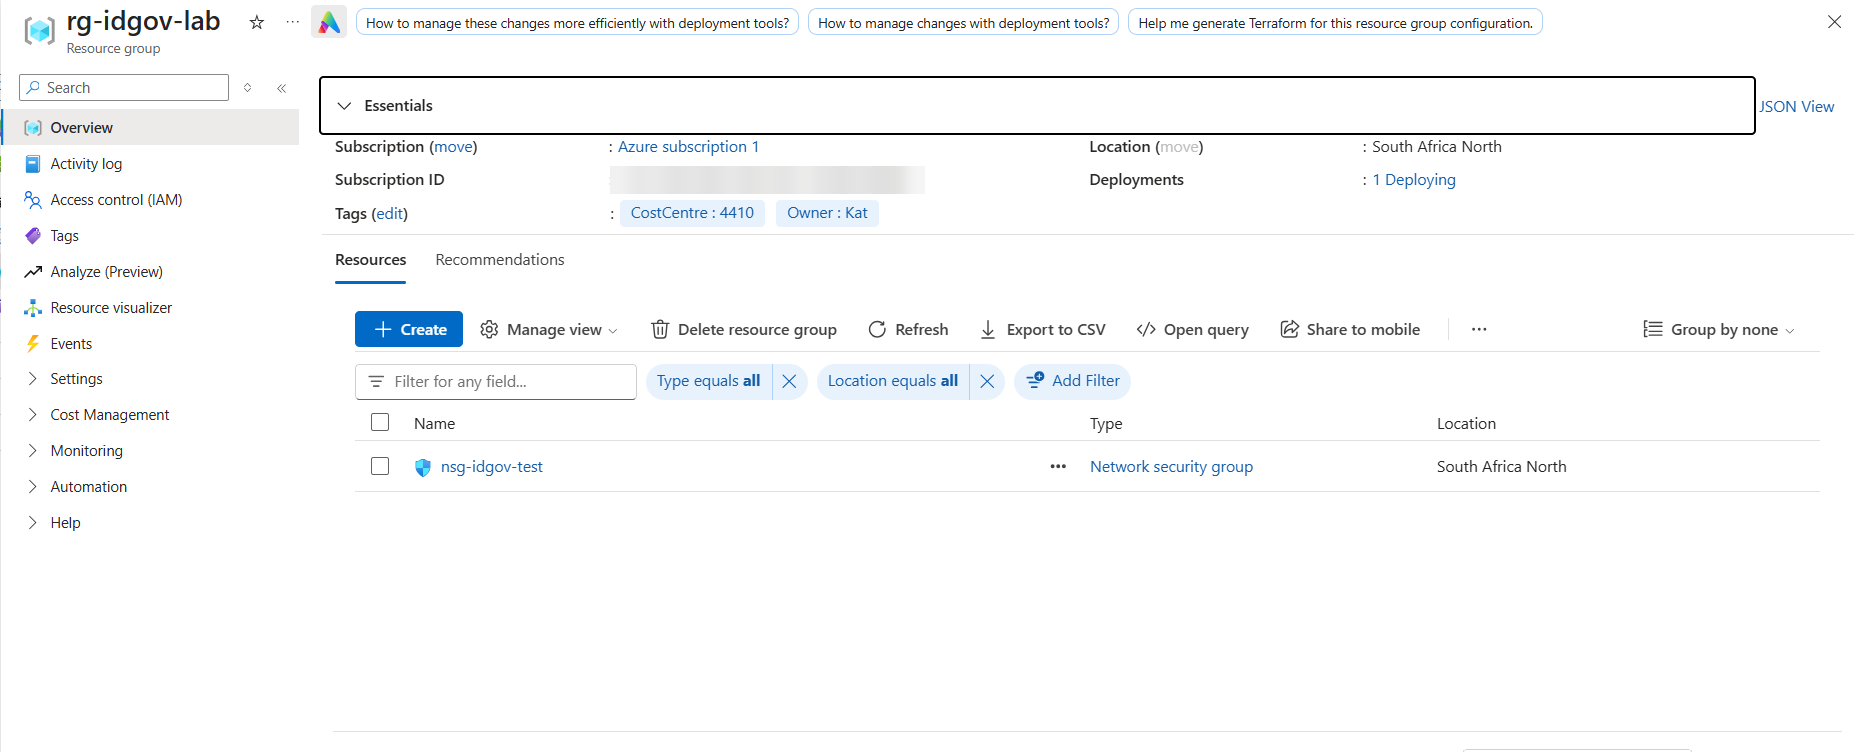 rg-idgov-lab
Resource group
How to manage these changes more efficiently with deployment tools?
How to manage changes with deployment tools?
Help me generate Terraform for this resource group configuration.
Search
Overview
Activity log
Access control (IAM)
Tags
Analyze (Preview)
Resource visualizer
Events
Settings
Cost Management
Monitoring
Automation
Help
Essentials
JSON View
Subscription (move) : Azure subscription 1
Location (move) : South Africa North
Subscription ID
Deployments : 1 Deploying
Tags (edit) : CostCentre : 4410 Owner : Kat
Resources Recommendations
Create Manage view Delete resource group Refresh Export to CSV Open query Share to mobile ... Group by none
Filter for any field... Type equals all Location equals all Add Filter
Name Type Location
nsg-idgov-test ... Network security group South Africa North